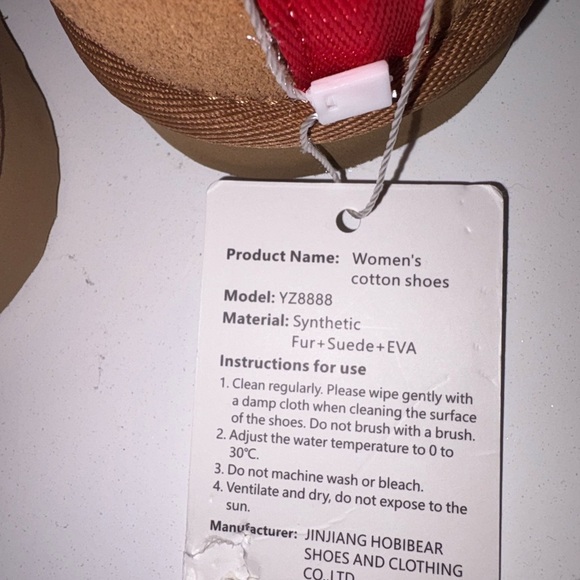 Product Name: Women's
cotton shoes
Model: YZ8888
Material: Synthetic
Fur+Suede+EVA
Instructions for use
1. Clean regularly. Please wipe gently with
a damp cloth when cleaning the surface
of the shoes. Do not brush with a brush.
2. Adjust the water temperature to 0 to
30℃.
3. Do not machine wash or bleach.
4. Ventilate and dry, do not expose to the
sun.
Manufacturer: JINJIANG HOBIBEAR
SHOES AND CLOTHING
CO.,LTD